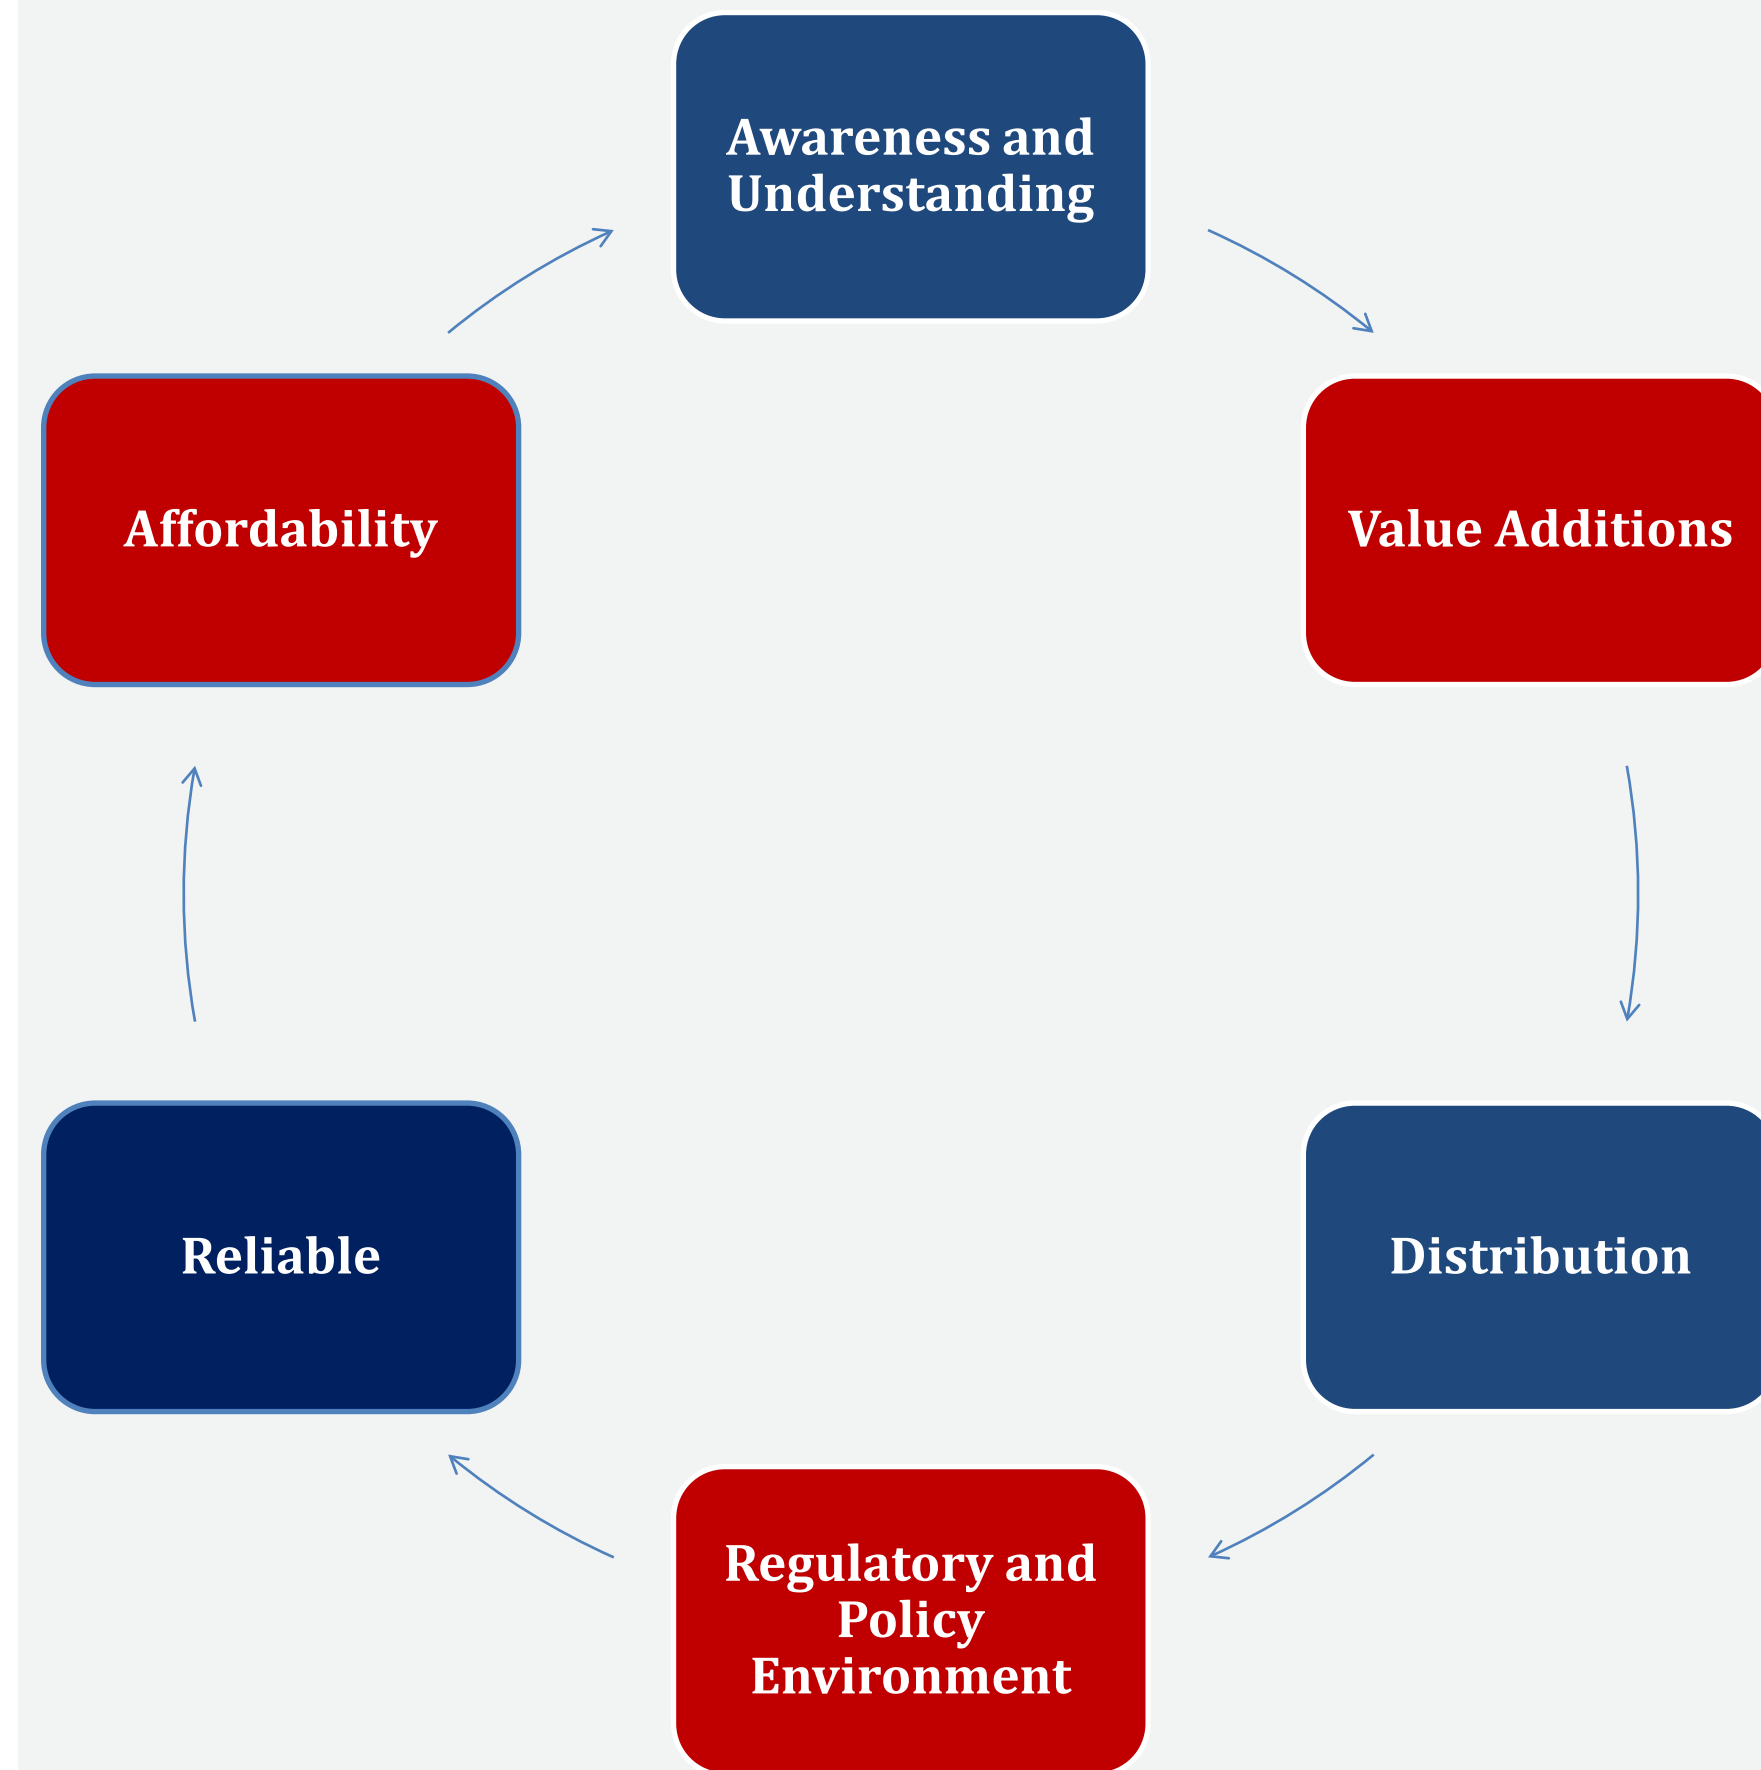 Awareness and
Understanding
Value Additions
Distribution
Regulatory and
Policy
Environment
Reliable
Affordability